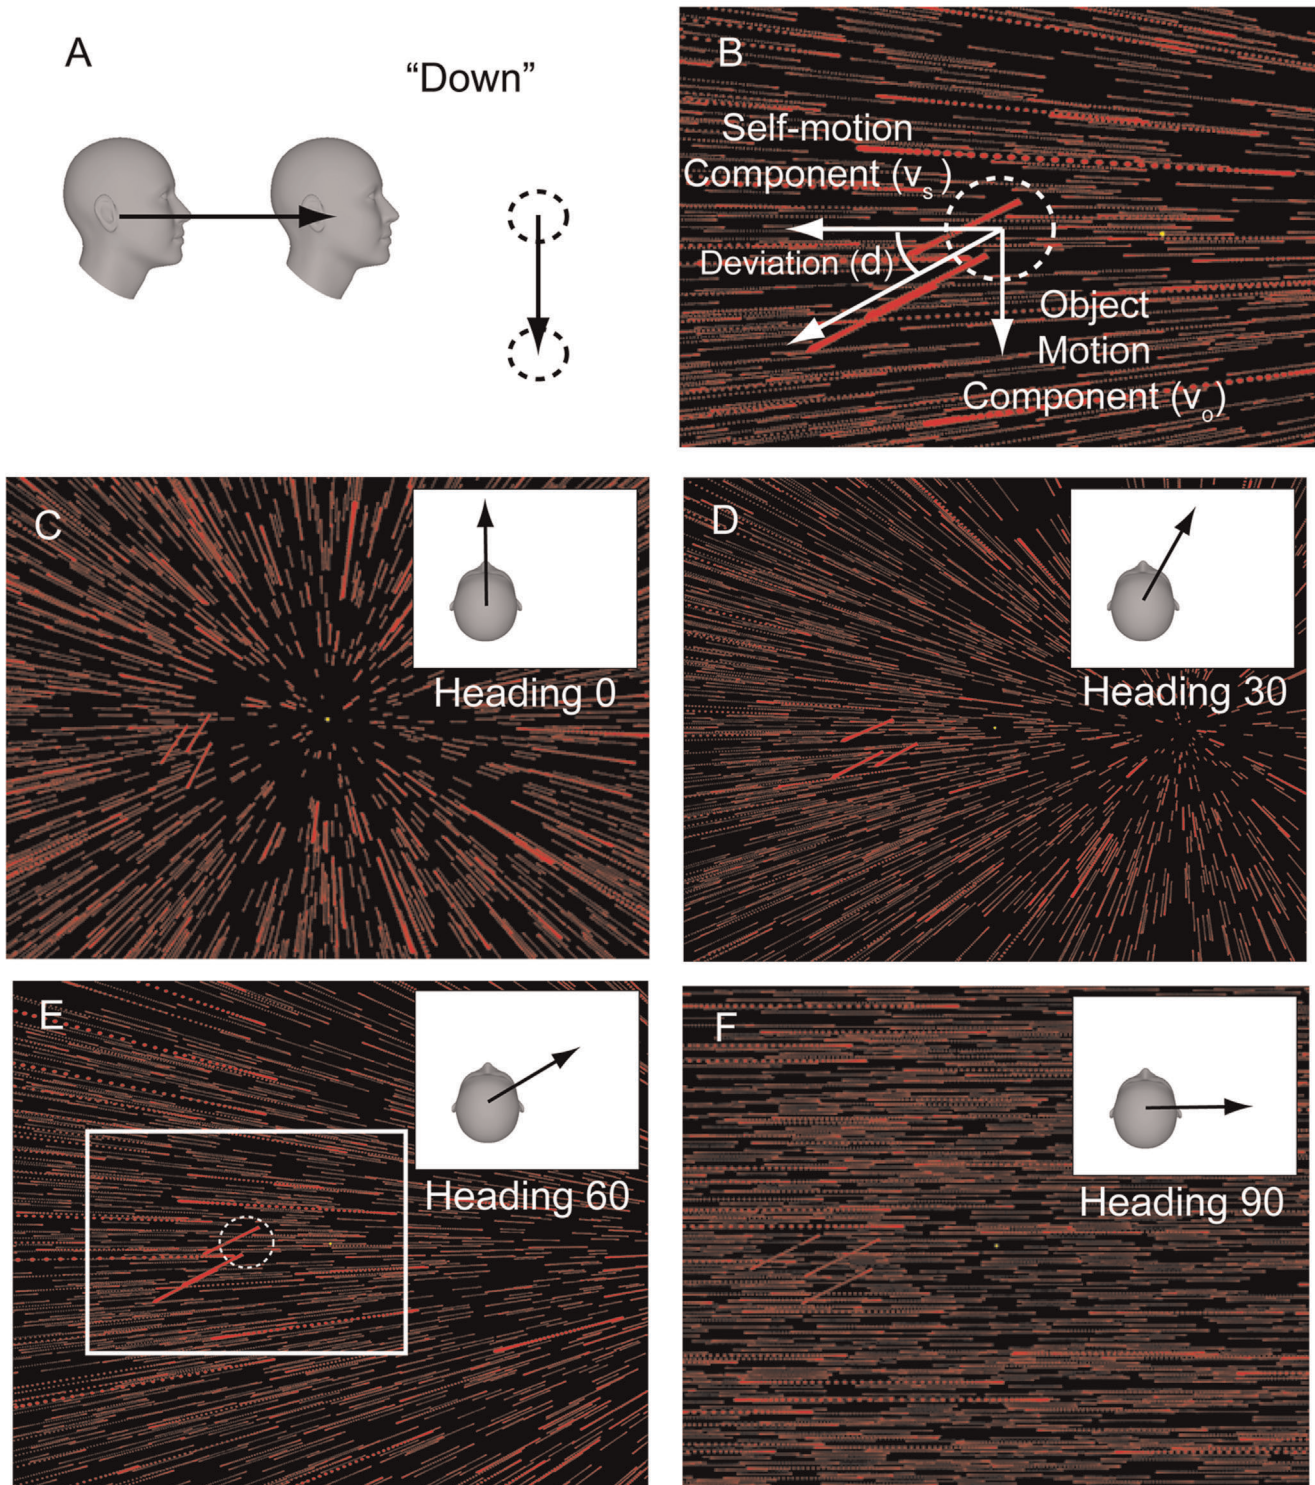 A
“Down”
B
Self-motion
Component (vs)
Deviation (d)
Object
Motion
Component (vo)
C
Heading 0
D
Heading 30
E
Heading 60
F
Heading 90